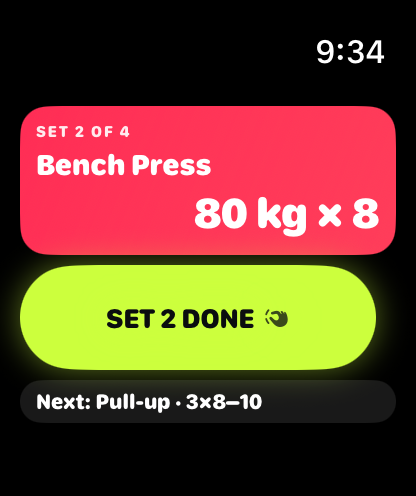 9:34
SET 2 OF 4
Bench Press
80 kg × 8
SET 2 DONE
Next: Pull-up · 3×8–10